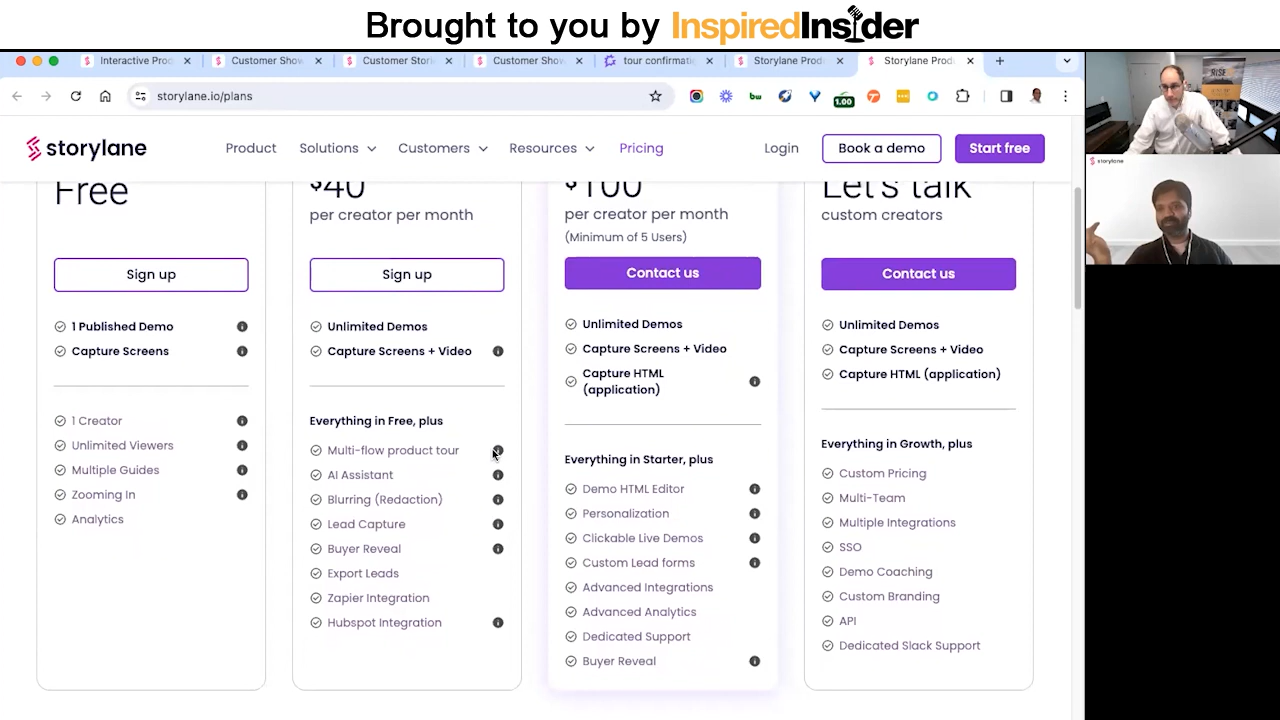 Brought to you by InspiredInsider
Interactive Proc
Customer Show
Customer Stori
Customer Show
tour confirmati
Storylane Prod
Storylane Prod
storylane.io/plans
1.00
storylane
Product
Solutions
Customers
Resources
Pricing
Login
Book a demo
Start free
Free
Sign up
1 Published Demo
Capture Screens
1 Creator
Unlimited Viewers
Multiple Guides
Zooming In
Analytics
$40
per creator per month
Sign up
Unlimited Demos
Capture Screens + Video
Everything in Free, plus
Multi-flow product tour
AI Assistant
Blurring (Redaction)
Lead Capture
Buyer Reveal
Export Leads
Zapier Integration
Hubspot Integration
$100
per creator per month
(Minimum of 5 Users)
Contact us
Unlimited Demos
Capture Screens + Video
Capture HTML
(application)
Everything in Starter, plus
Demo HTML Editor
Personalization
Clickable Live Demos
Custom Lead forms
Advanced Integrations
Advanced Analytics
Dedicated Support
Buyer Reveal
Let's talk
custom creators
Contact us
Unlimited Demos
Capture Screens + Video
Capture HTML (application)
Everything in Growth, plus
Custom Pricing
Multi-Team
Multiple Integrations
SSO
Demo Coaching
Custom Branding
API
Dedicated Slack Support
RISE
storylane